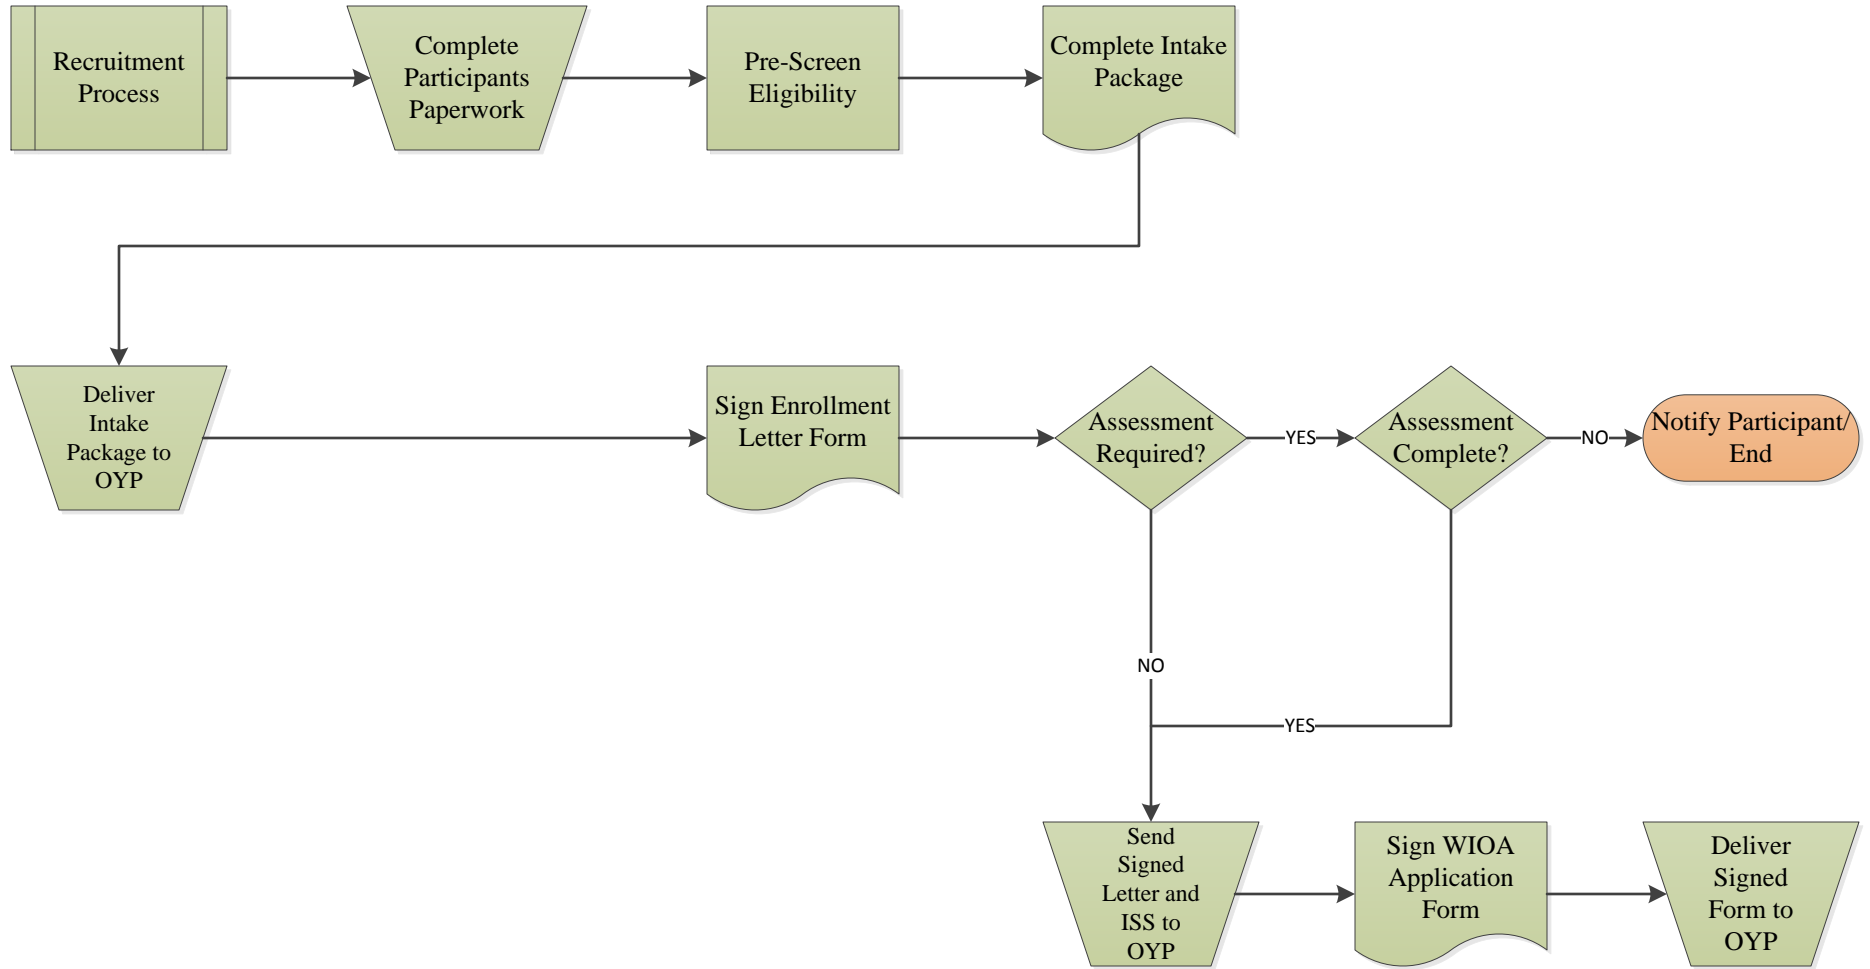 Recruitment
Process
Complete
Participants
Paperwork
Pre-Screen
Eligibility
Complete Intake
Package
Deliver
Intake
Package to
OYP
Sign Enrollment
Letter Form
Assessment
Required?
YES
Assessment
Complete?
NO
Notify Participant/
End
NO
YES
Send
Signed
Letter and
ISS to
OYP
Sign WIOA
Application
Form
Deliver
Signed
Form to
OYP